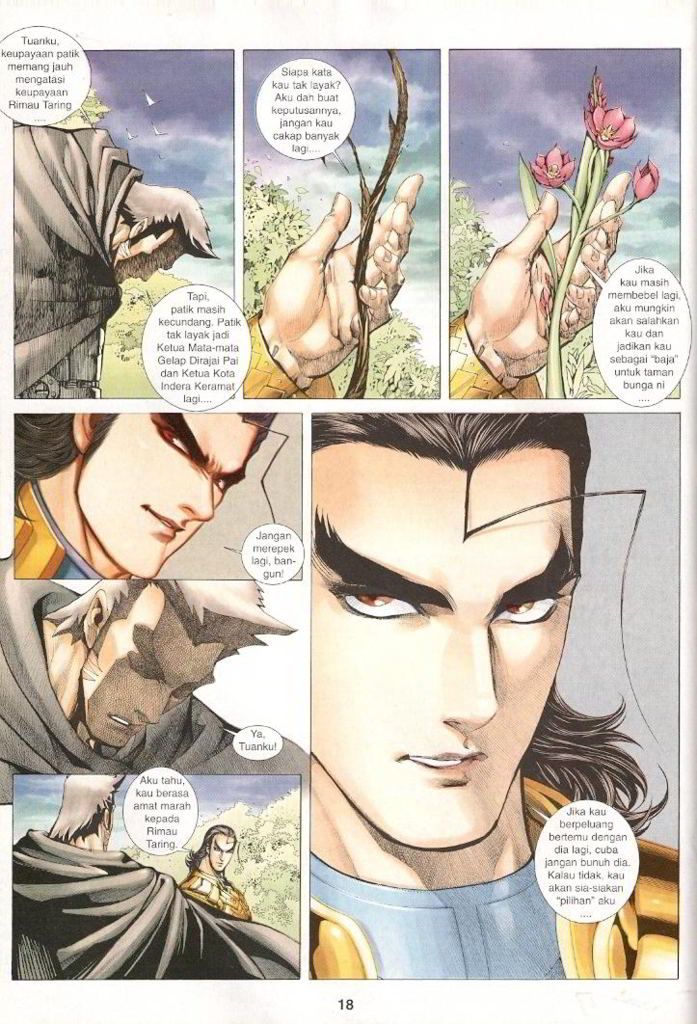 Tuanku,
keupayaan patik
memang jauh
mengatasi
keupayaan
Rimau Taring
....
Tapi,
patik masih
kecundang. Patik
tak layak jadi
Ketua Mata-mata
Gelap Dirajai Pai
dan Ketua Kota
Indera Keramat
lagi....
Siapa kata
kau tak layak?
Aku dah buat
keputusannya,
jangan kau
cakap banyak
lagi....
Jika
kau masih
membebel lagi,
aku mungkin
akan salahkan
kau dan
jadikan kau
sebagai "baja"
untuk taman
bunga ni
....
Jangan
merepek
lagi, ban-
gun!
Ya,
Tuanku!
Aku tahu,
kau berasa
amat marah
kepada
Rimau
Taring.
Jika kau
berpeluang
bertemu dengan
dia lagi, cuba
jangan bunuh dia.
Kalau tidak, kau
akan sia-siakan
"pilihan" aku
....
18